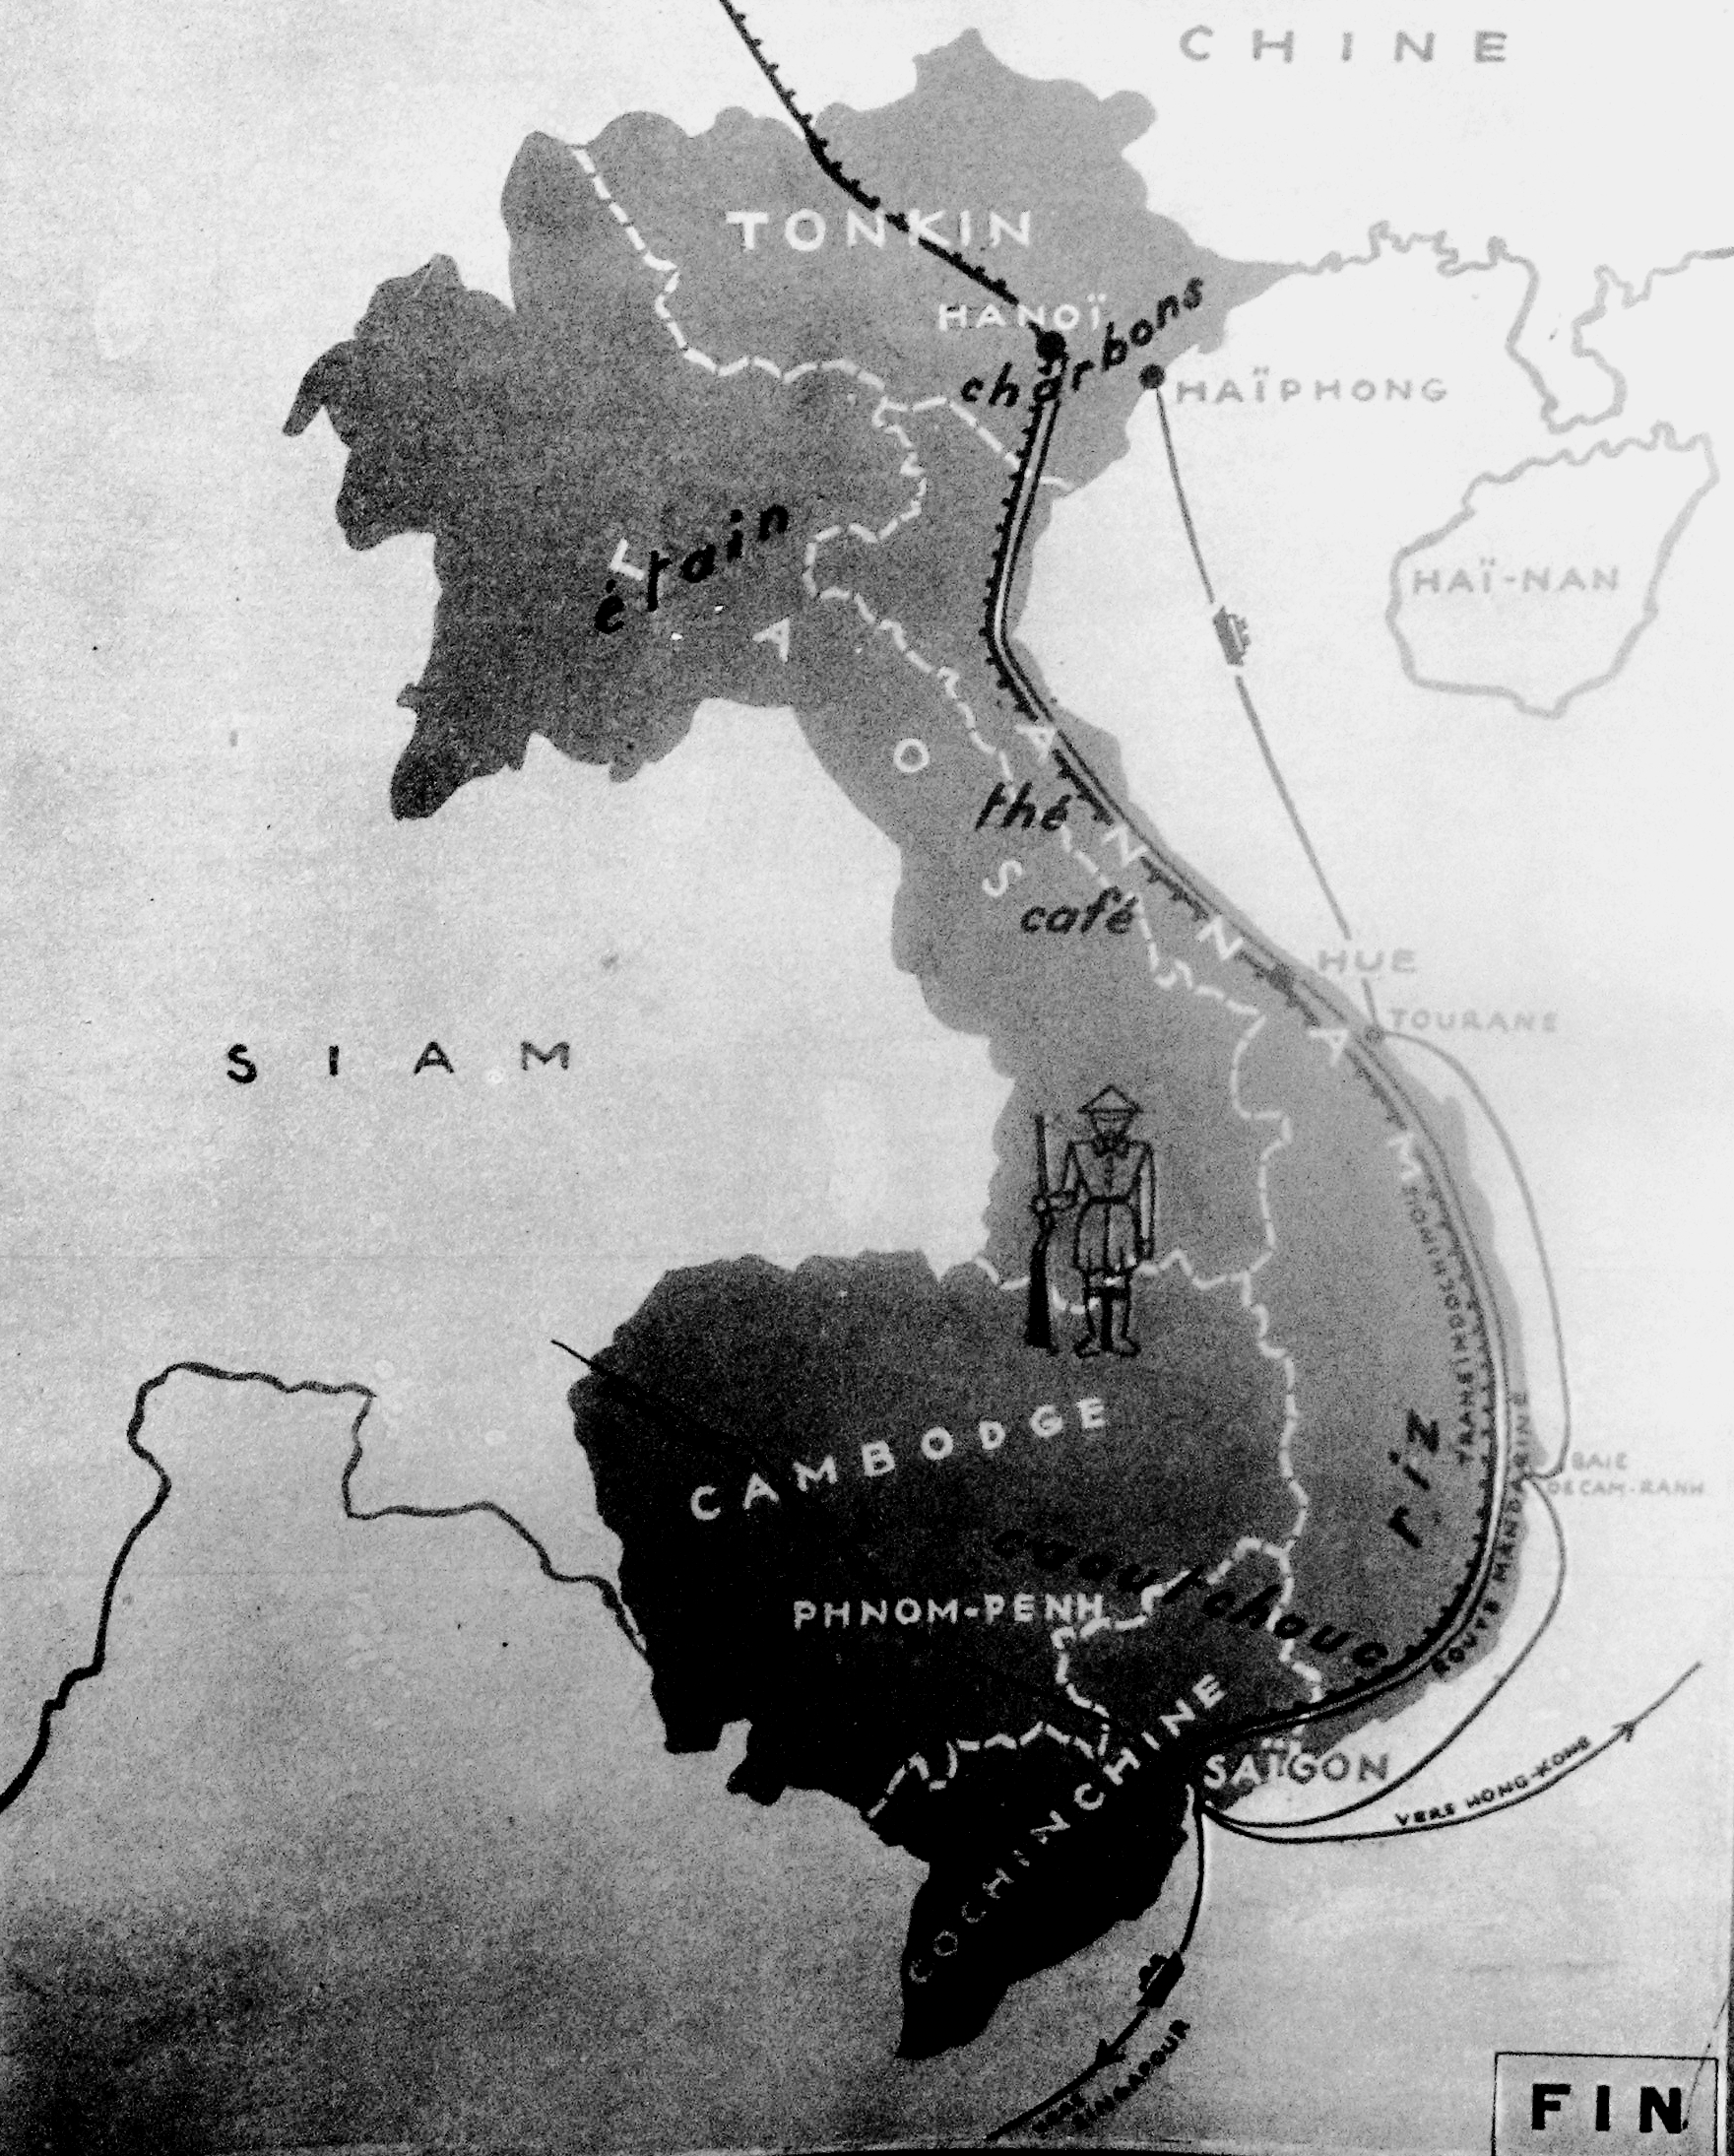 CHINE
TONKIN
HANOÏ
charbons
HAÏPHONG
étain
LAOS
HAÏ-NAN
ANNAM
thé
café
HUE
TOURANE
SIAM
TRANSINDOCHINOIS
riz
CAMBODGE
BAIE
DE CAM-RANH
ROUTE MANDARINE
caoutchouc
PHNOM-PENH
COCHINCHINE
SAÏGON
VERS HONG-KONG
VERS
SINGAPOUR
FIN